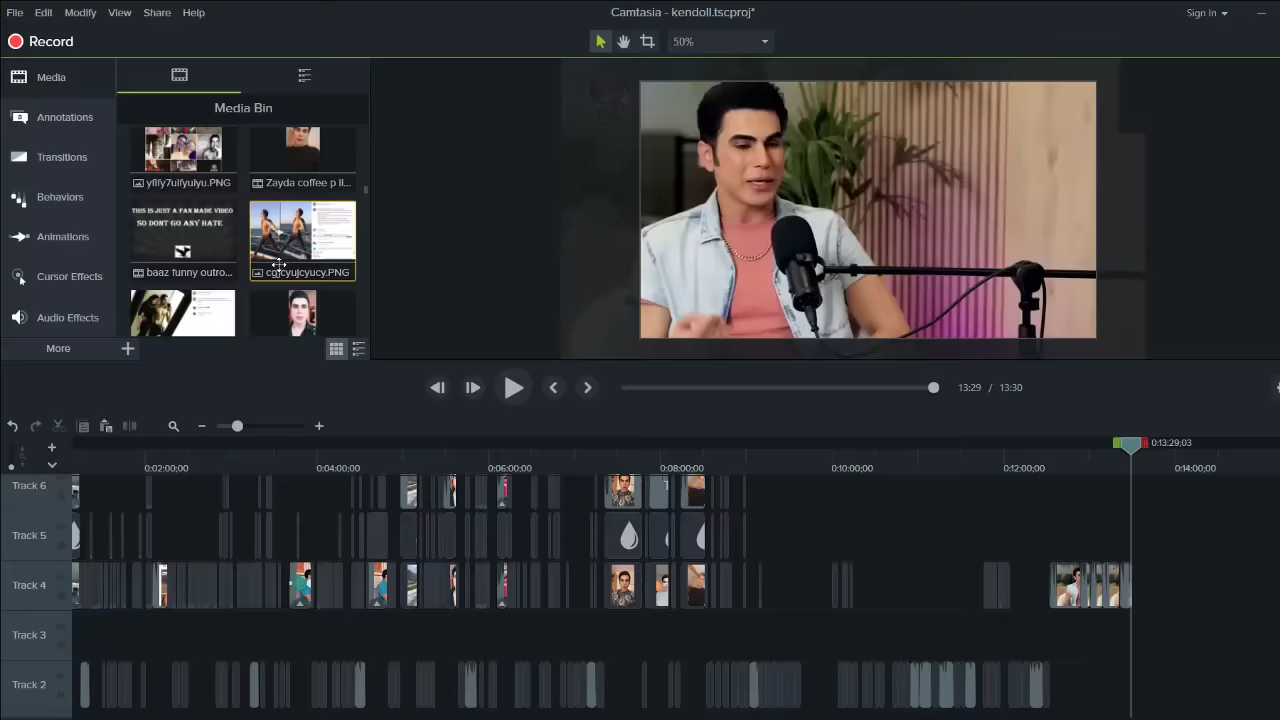 File Edit Modify View Share Help
Camtasia - kendoll.tscproj*
Sign In
Record
50%
Media
Annotations
Transitions
Behaviors
Animations
Cursor Effects
Audio Effects
More
Media Bin
Zayda coffee p ll...
THIS IS JUST A FAN MADE VIDEO
SO DONT GO ANY HATE
baaz funny outro...
13:29 / 13:30
0:13:29;03
0:02:00;00 0:04:00;00 0:06:00;00 0:08:00;00 0:10:00;00 0:12:00;00 0:14:00;00
Track 6
Track 5
Track 4
Track 3
Track 2